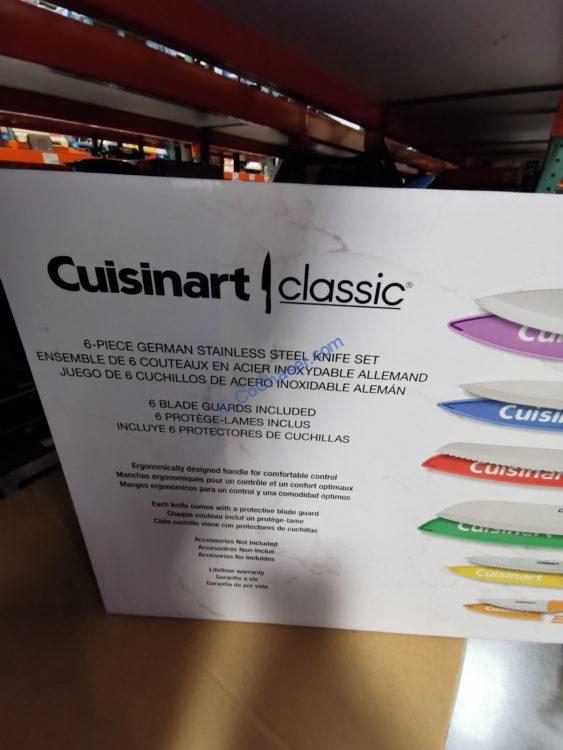 Cuisinart classic®
6-PIECE GERMAN STAINLESS STEEL KNIFE SET
ENSEMBLE DE 6 COUTEAUX EN ACIER INOXYDABLE ALLEMAND
JUEGO DE 6 CUCHILLOS DE ACERO INOXIDABLE ALEMÁN
6 BLADE GUARDS INCLUDED
6 PROTÈGE-LAMES INCLUS
INCLUYE 6 PROTECTORES DE CUCHILLAS
Ergonomically designed handle for comfortable control
Manches ergonomiques pour un contrôle et un confort optimaux
Mangos ergonómicos para un control y una comodidad óptimos
Each knife comes with a protective blade guard
Chaque couteau inclut un protège-lame
Cada cuchillo viene con protectores de cuchillas
Accessories Not Included
Accessoires Non-Inclus
Accesorios No Incluidos
Lifetime warranty
Garantie a vie
Garantía de por vida
Cui
Cuisin
Cuisinar
Cuisinart
Cuisinart
Cuisinart